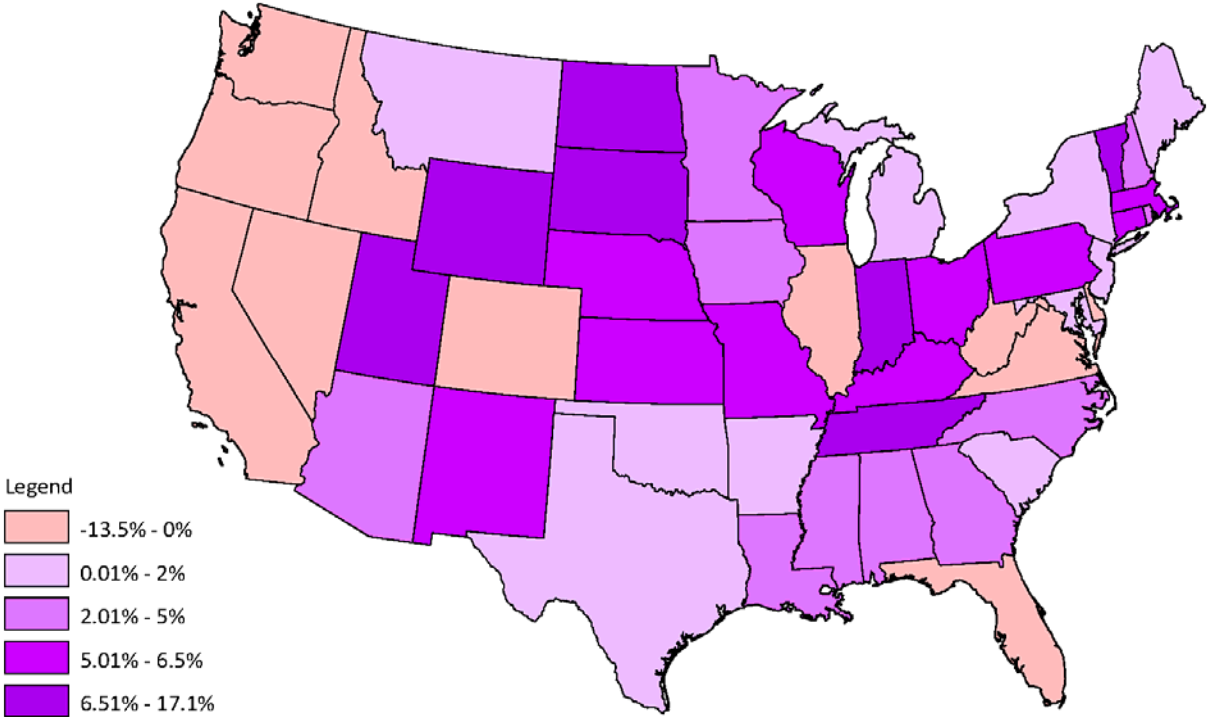 Legend
-13.5% - 0%
0.01% - 2%
2.01% - 5%
5.01% - 6.5%
6.51% - 17.1%